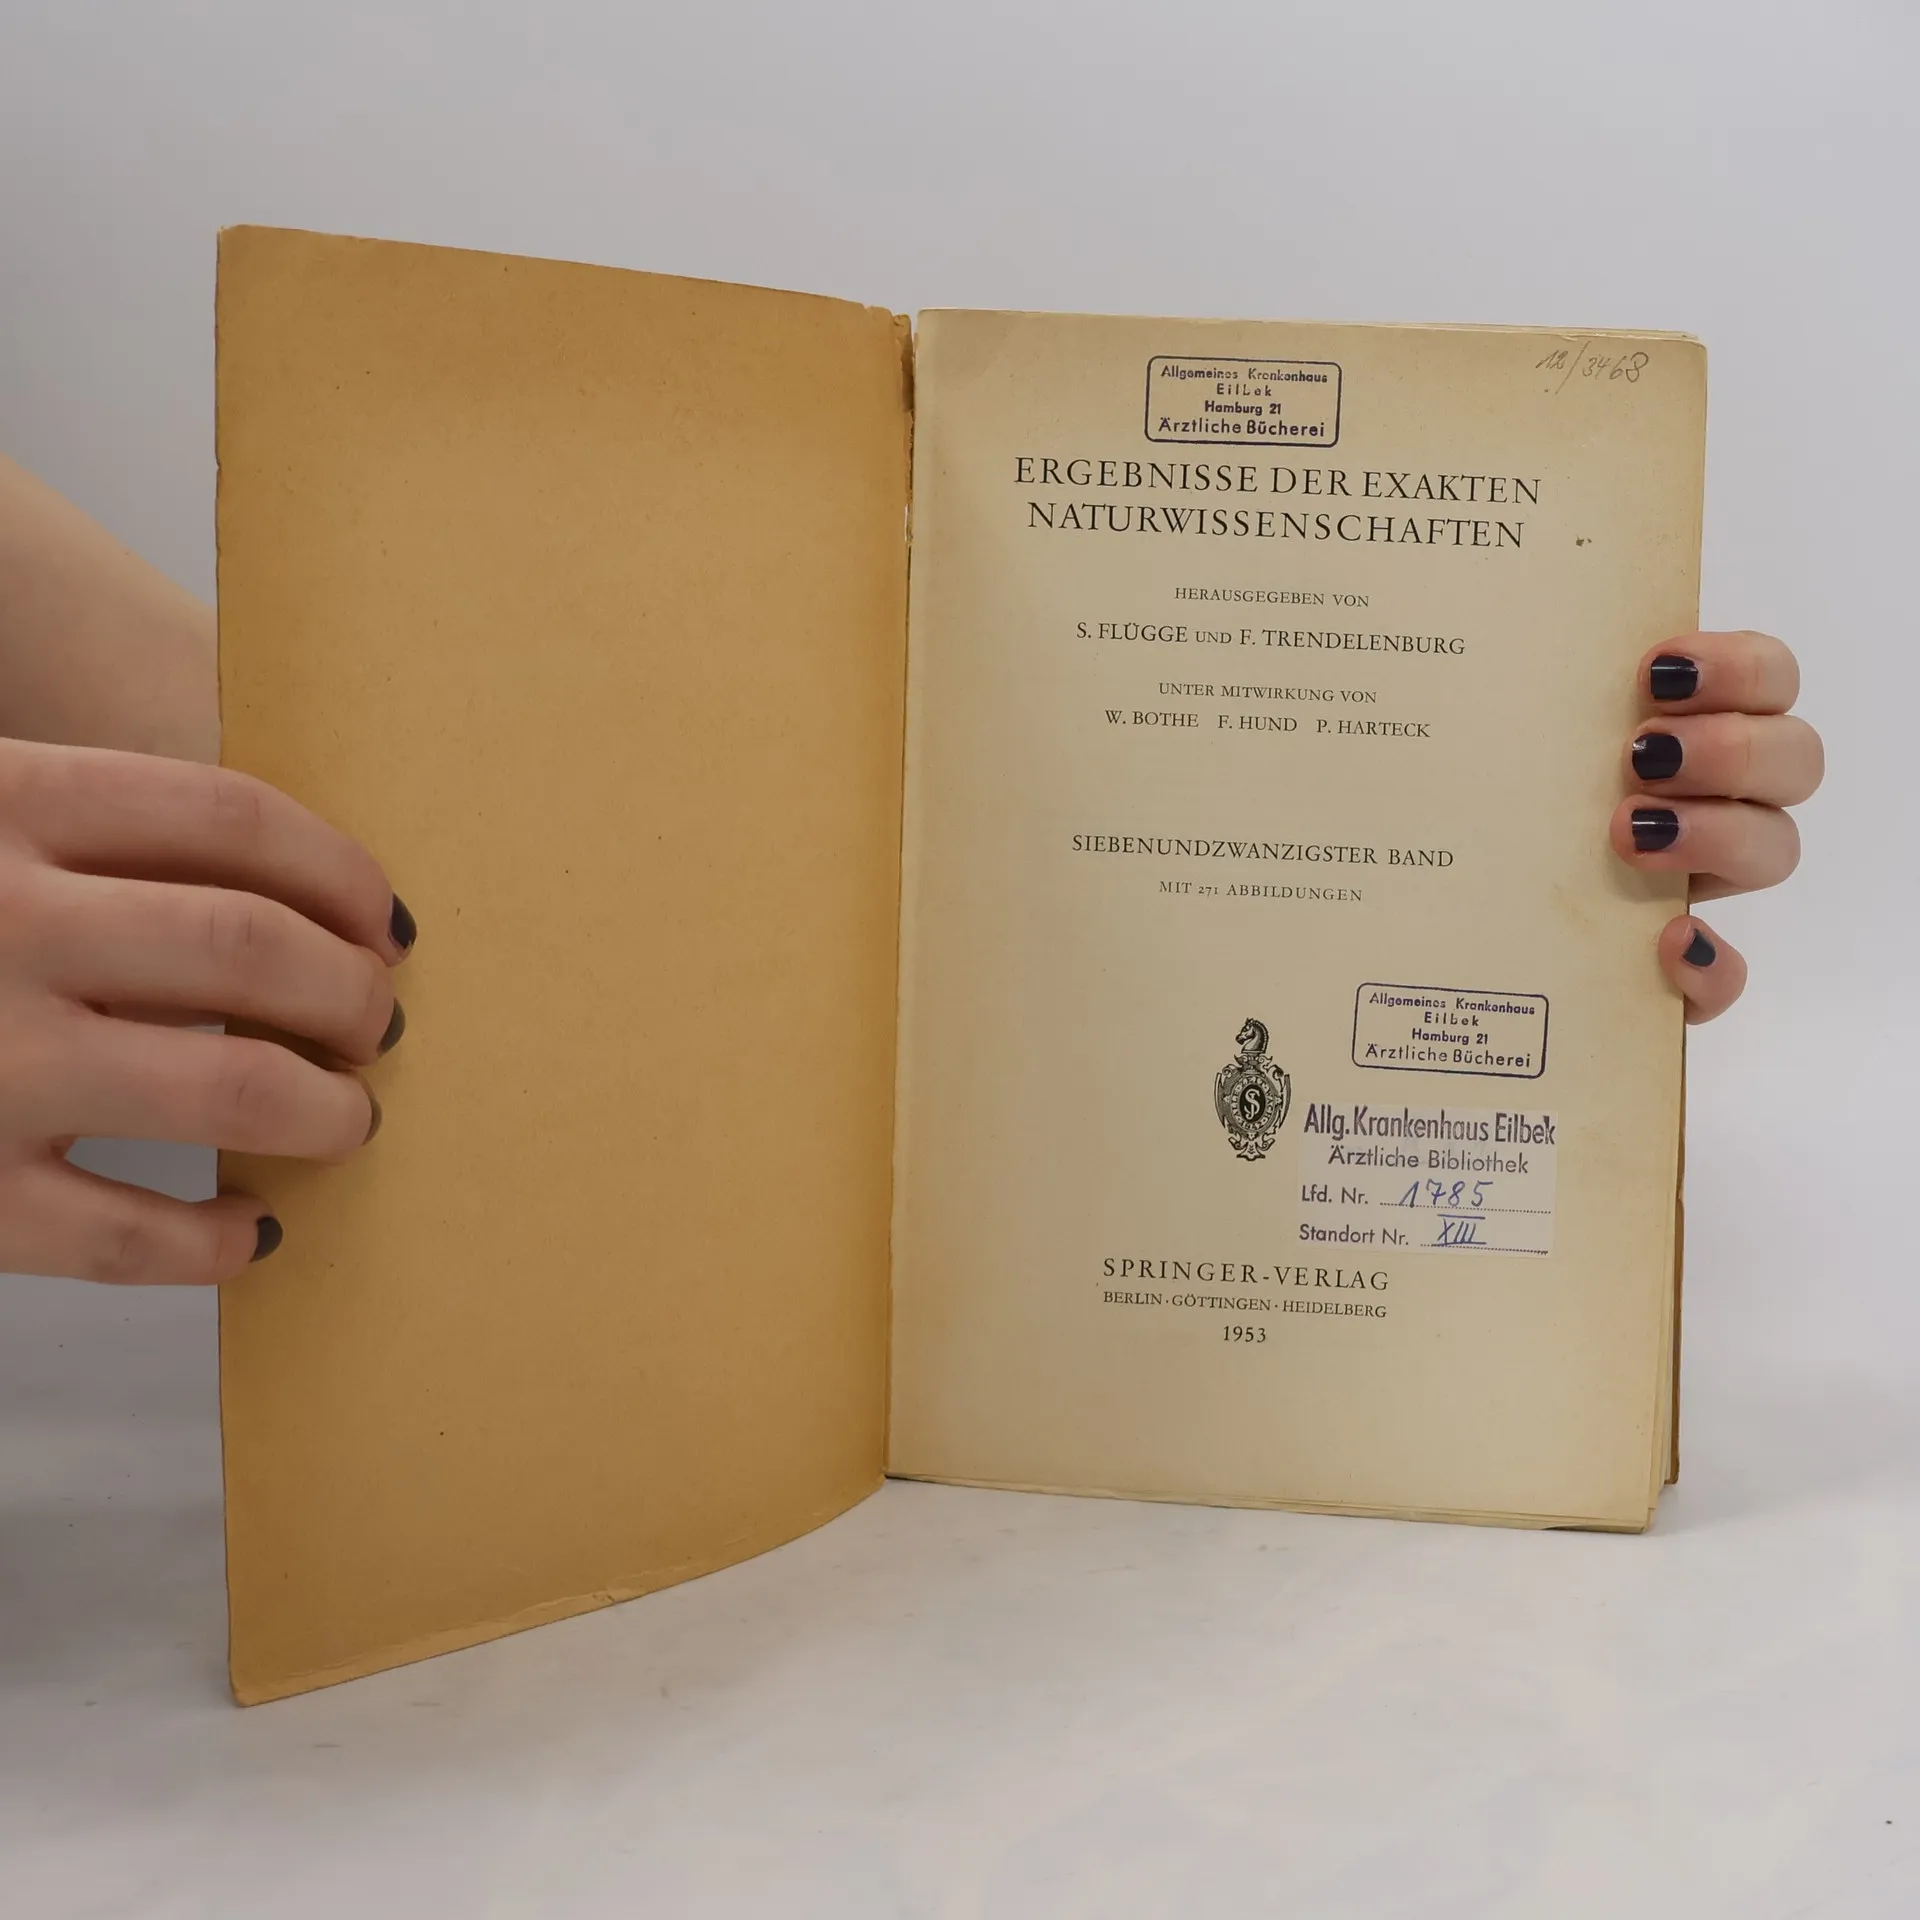 12/3468
Allgemeines Krankenhaus
Eilbek
Hamburg 21
Ärztliche Bücherei
ERGEBNISSE DER EXAKTEN
NATURWISSENSCHAFTEN
HERAUSGEGEBEN VON
S. FLÜGGE UND F. TRENDELENBURG
UNTER MITWIRKUNG VON
W. BOTHE F. HUND P. HARTECK
SIEBENUNDZWANZIGSTER BAND
MIT 271 ABBILDUNGEN
Allgemeines Krankenhaus
Eilbek
Hamburg 21
Ärztliche Bücherei
Allg. Krankenhaus Eilbek
Ärztliche Bibliothek
Lfd. Nr. 1785
Standort Nr. XIII
SPRINGER-VERLAG
BERLIN · GÖTTINGEN · HEIDELBERG
1953